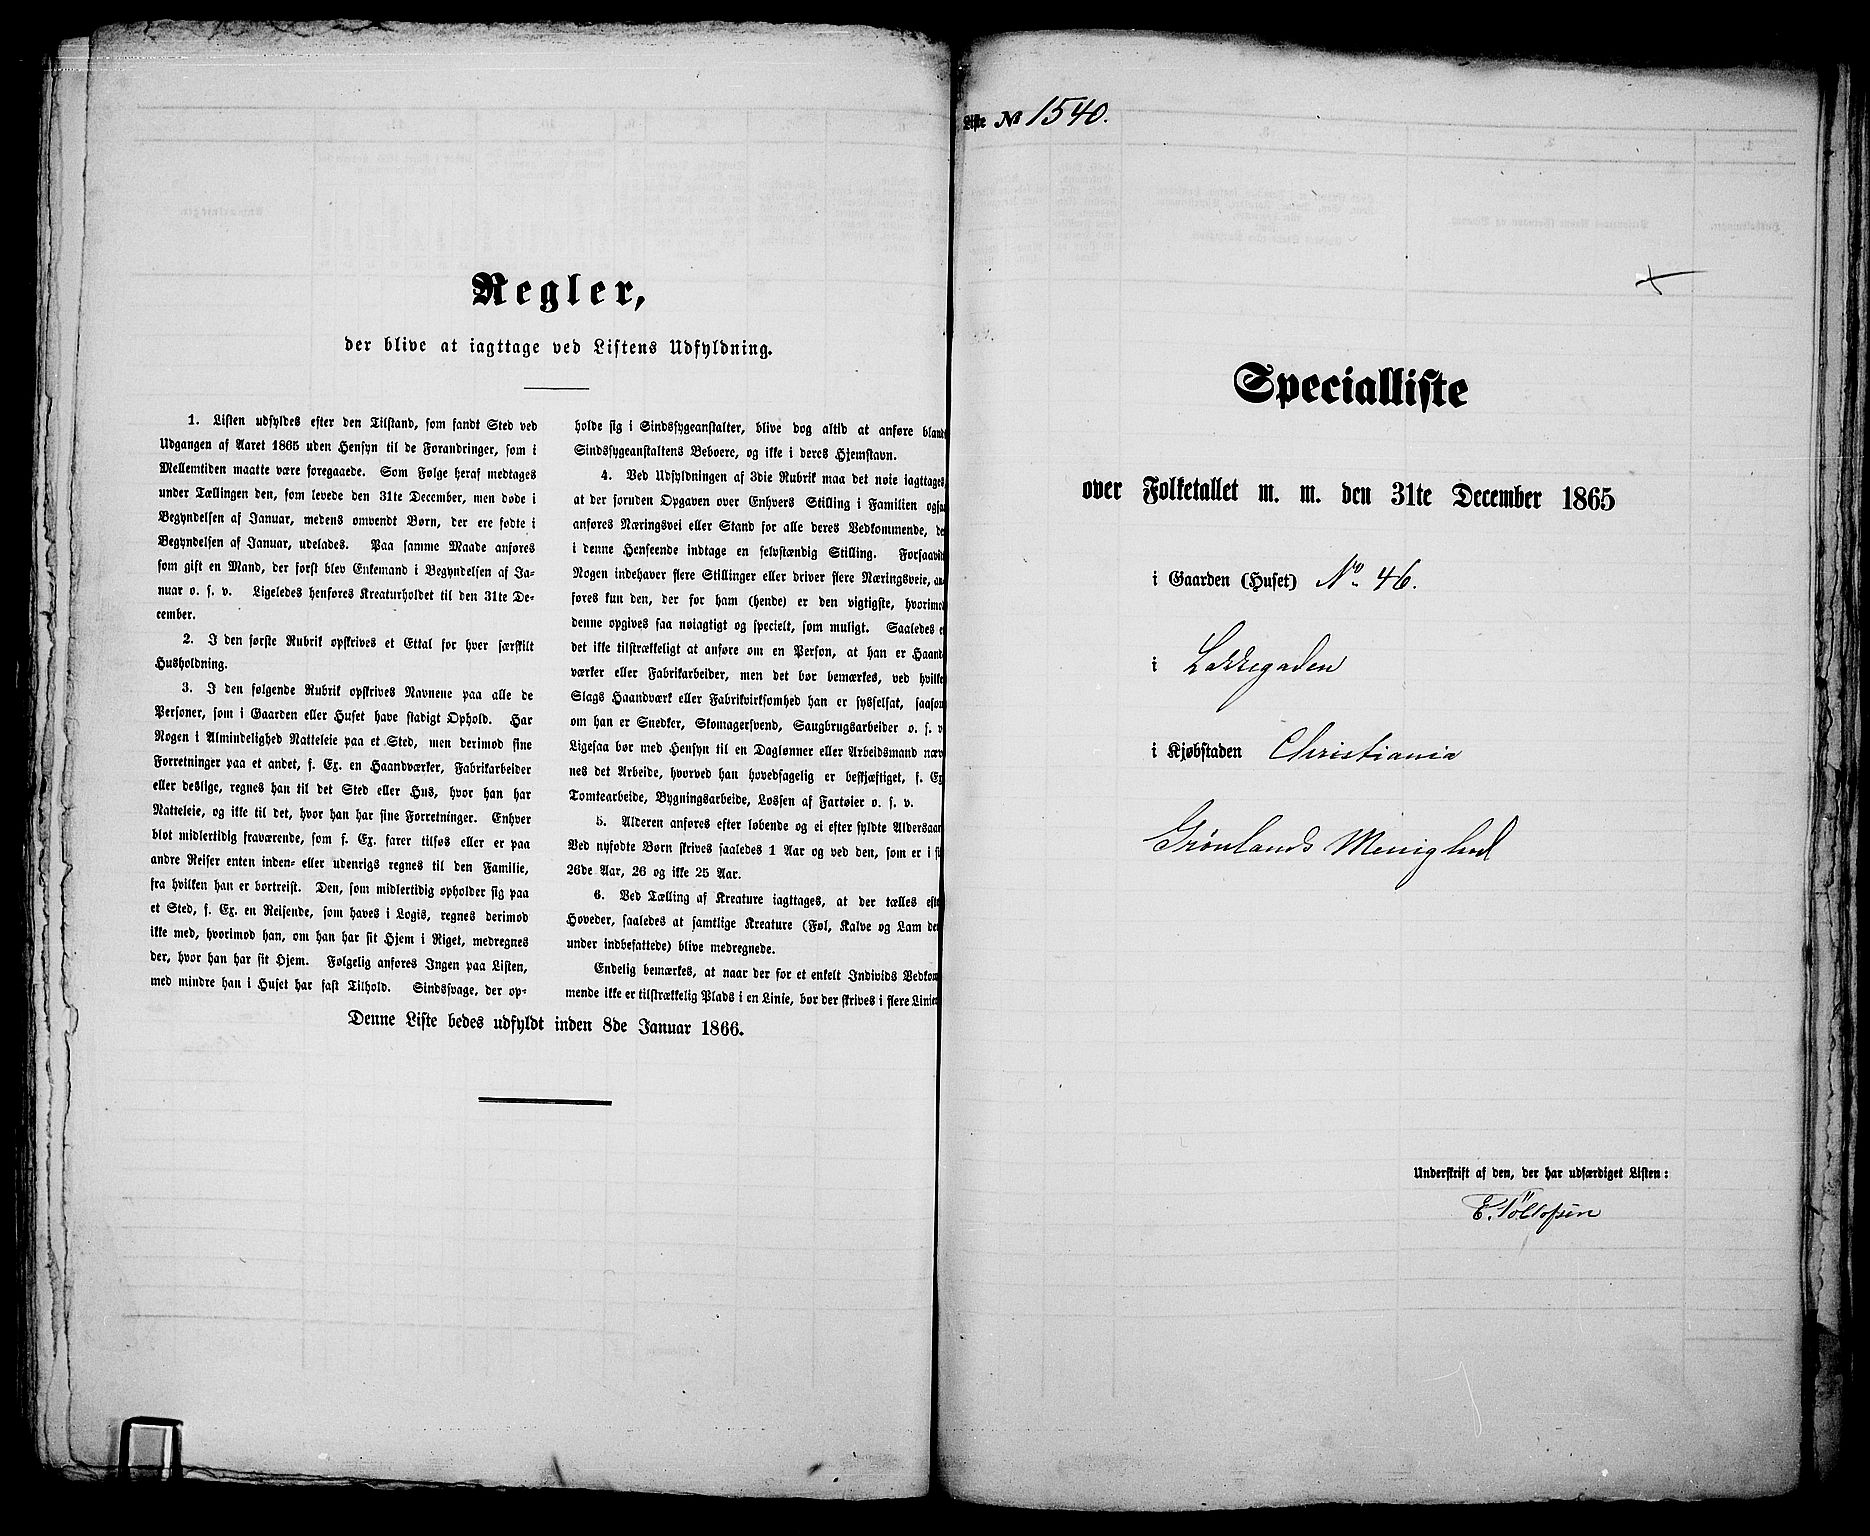 Regler,
der blive at iagttage ved Listens Udfyldning.
1. Listen udfyldes efter den Tilstand, som fandt Sted ved
Udgangen af Aaret 1865 uden Hensyn til de Forandringer, som i
Mellemtiden maatte være foregaaede. Som Følge heraf medtages
under Tællingen den, som levede den 31te December, men døde i
Begyndelsen af Januar, medens omvendt Børn, der ere fødte i
Begyndelsen af Januar, udelades. Paa samme Maade anføres
som gift en Mand, der først blev Enkemand i Begyndelsen af Ja-
nuar o. s. v. Ligeledes henføres Kreaturholdet til den 31te De-
cember.
2. I den første Rubrik opskrives et Ettal for hver særskilt
Husholdning.
3. I den følgende Rubrik opskrives Navnene paa alle de
Personer, som i Gaarden eller Huset have stadigt Ophold. Har
Nogen i Almindelighed Natteleie paa et Sted, men derimod sine
Forretninger paa et andet, f. Ex. en Haandværker, Fabrikarbeider
eller deslige, regnes han til det Sted eller Hus, hvor han har
Natteleie, og ikke til det, hvor han har sine Forretninger. Enhver
blot midlertidig fraværende, som f. Ex. farer tilsøs eller er paa
andre Reiser enten inden- eller udenrigs regnes til den Familie,
fra hvilken han er bortreist. Den, som midlertidig opholder sig paa
et Sted, f. Ex. en Reisende, som haves i Logis, regnes derimod
ikke med, hvorimod han, om han har sit Hjem i Riget, medregnes
der, hvor han har sit Hjem. Følgelig anføres Ingen paa Listen,
med mindre han i Huset har fast Tilhold. Sindssvage, der op-
holde sig i Sindssygeanstalter, blive dog altid at anføre blandt
Sindssygeanstaltens Beboere, og ikke i deres Hjemstavn.
4. Ved Udfyldningen af 3die Rubrik maa det nøie iagttages,
at der foruden Opgaven over Enhvers Stilling i Familien ogsaa
anføres Næringsvei eller Stand for alle deres Vedkommende, de
i denne Henseende indtage en selvstændig Stilling. Forsaavid
Nogen indehaver flere Stillinger eller driver flere Næringsveie, an-
føres kun den, der for ham (hende) er den vigtigste, hvorimo
denne opgives saa nøiagtigt og specielt, som muligt. Saaledes e
det ikke tilstrækkeligt at anføre om en Person, at han er Haand
værker eller Fabrikarbeider, men det bør bemærkes, ved hvilke
Slags Haandværk eller Fabrikvirksomhed han er sysselsat, saasom
om han er Snedker, Skomagersvend, Saugbrugsarbeider o. s. v
Ligesaa bør med Hensyn til en Daglønner eller Arbeidsmand næv
nes det Arbeide, hvorved han hovedsagelig er beskjæftiget, f. Ex
Tomtearbeide, Bygningsarbeide, Lossen af Fartøier o. s. v.
5. Alderen anføres efter løbende og ei efter fyldte Aldersaar
Ved nyfødte Børn skrives saaledes 1 Aar og ved den, som er i si
26de Aar, 26 og ikke 25 Aar.
6. Ved Tælling af Kreature iagttages, at der tælles efte
Hoveder, saaledes at samtlige Kreature (Føl, Kalve og Lam der
under indbefattede) blive medregnede.
Endelig bemærkes, at naar der for et enkelt Individs Vedkom
mende ikke er tilstrækkelig Plads i en Linie, bør der skrives i flere Linier
Denne Liste bedes udfyldt inden 8de Januar 1866.
Liste № 1540.
Specialliste
over Folketallet m. m. den 31te December 1865
i Gaarden (Huset) No. 46.
i Lakkegaden
i Kjøbstaden Christiania
Grønlands Menighed
Underskrift af den, der har udfærdiget Listen:
E. Töllefsen